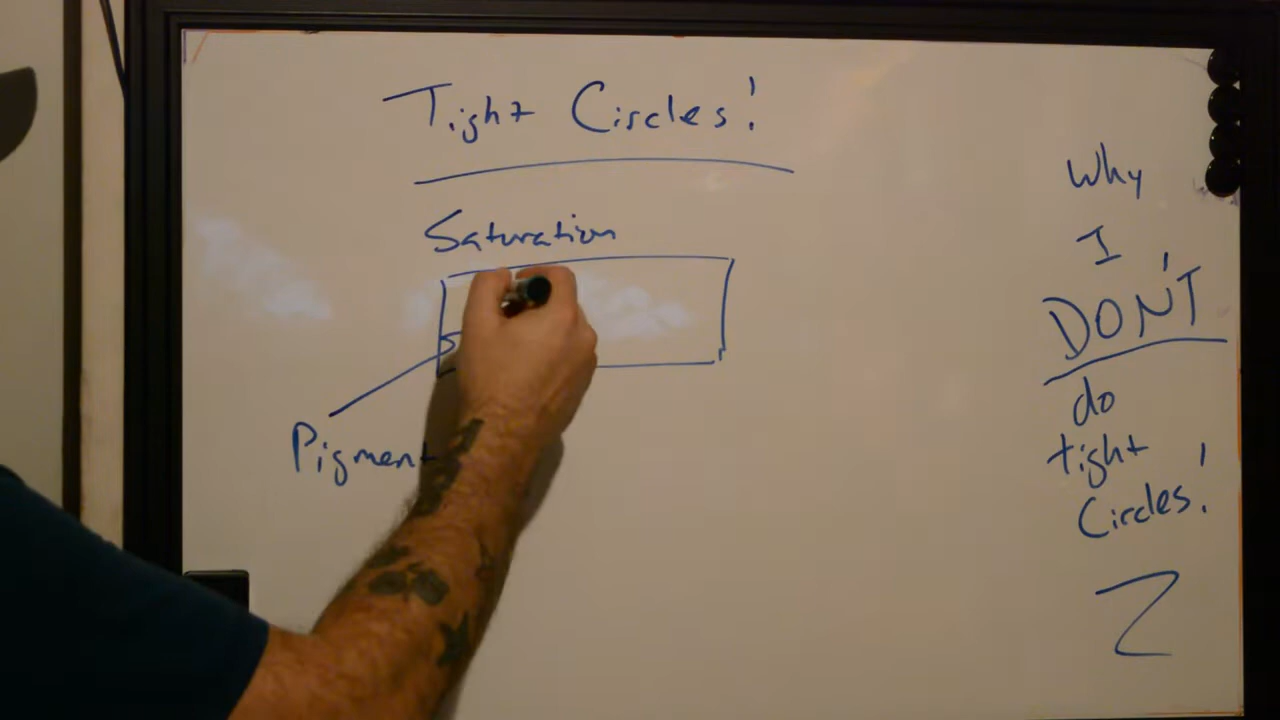 Tight Circles!
Saturation
Pigment
Why
I
DON'T
do
tight
Circles!
Z